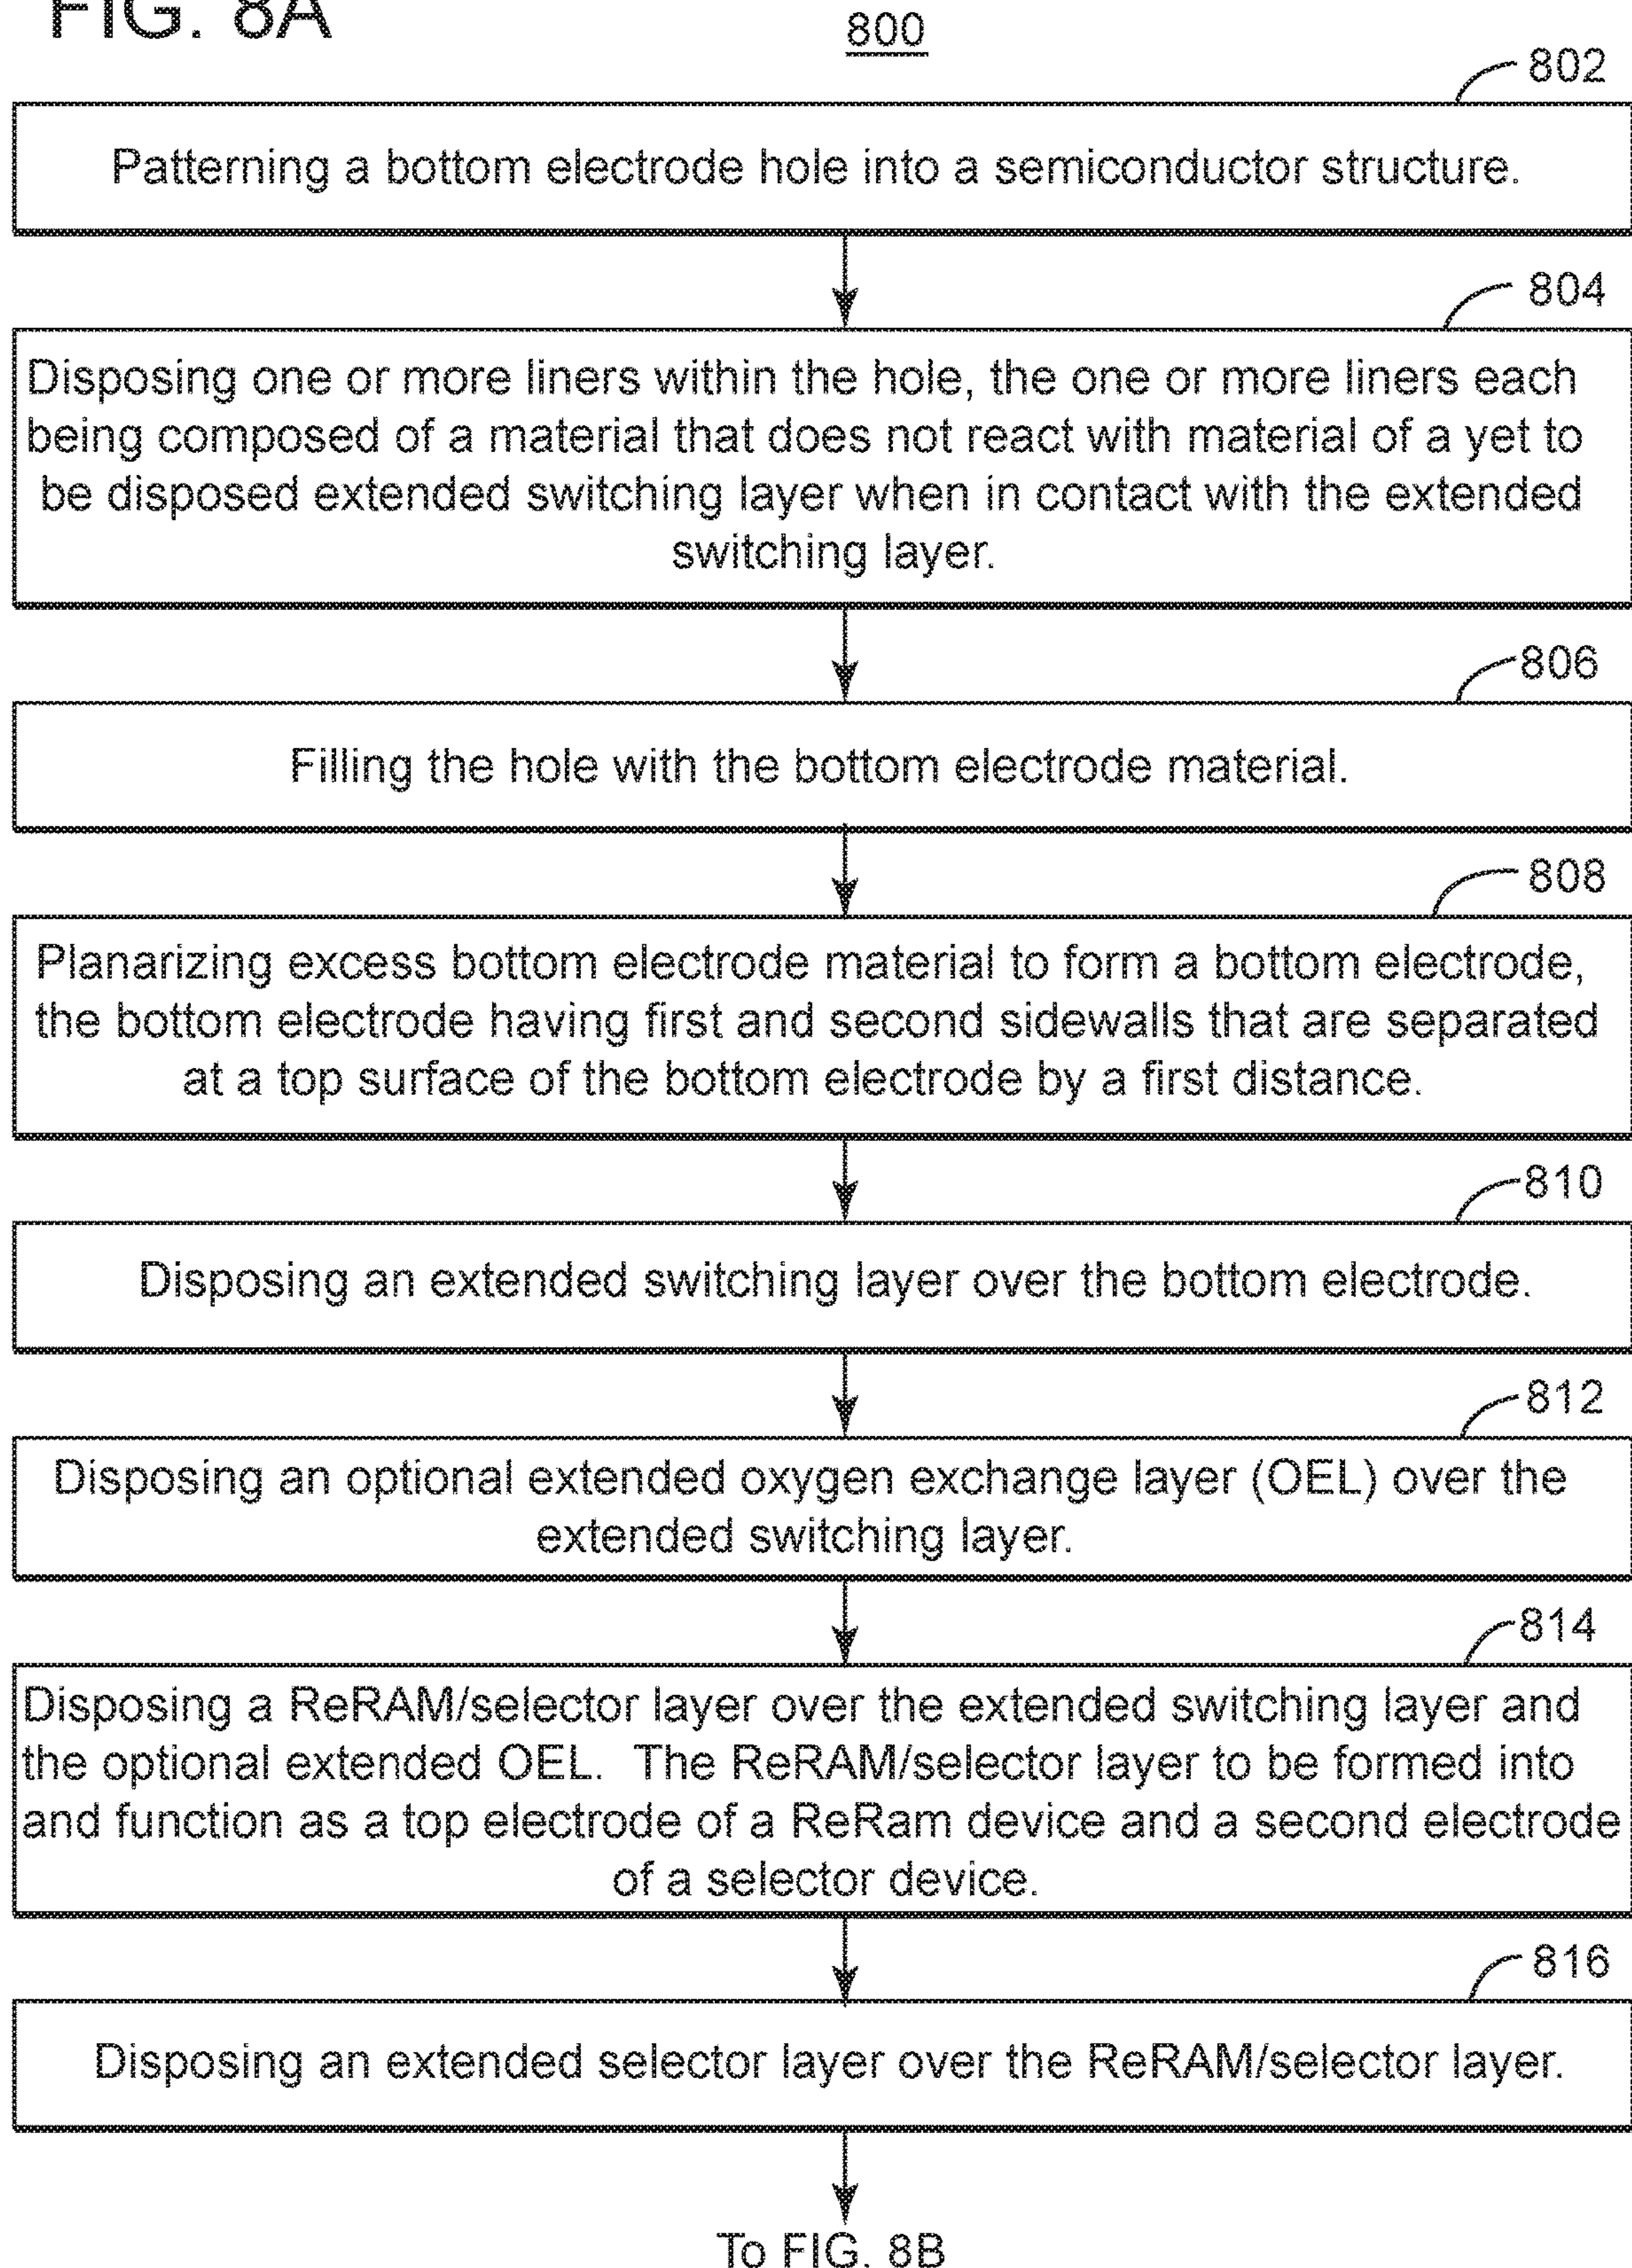 FIG. 8A
800
802
Patterning a bottom electrode hole into a semiconductor structure.
804
Disposing one or more liners within the hole, the one or more liners each
being composed of a material that does not react with material of a yet to
be disposed extended switching layer when in contact with the extended
switching layer.
806
Filling the hole with the bottom electrode material.
808
Planarizing excess bottom electrode material to form a bottom electrode,
the bottom electrode having first and second sidewalls that are separated
at a top surface of the bottom electrode by a first distance.
810
Disposing an extended switching layer over the bottom electrode.
812
Disposing an optional extended oxygen exchange layer (OEL) over the
extended switching layer.
814
Disposing a ReRAM/selector layer over the extended switching layer and
the optional extended OEL. The ReRAM/selector layer to be formed into
and function as a top electrode of a ReRam device and a second electrode
of a selector device.
816
Disposing an extended selector layer over the ReRAM/selector layer.
To FIG. 8B